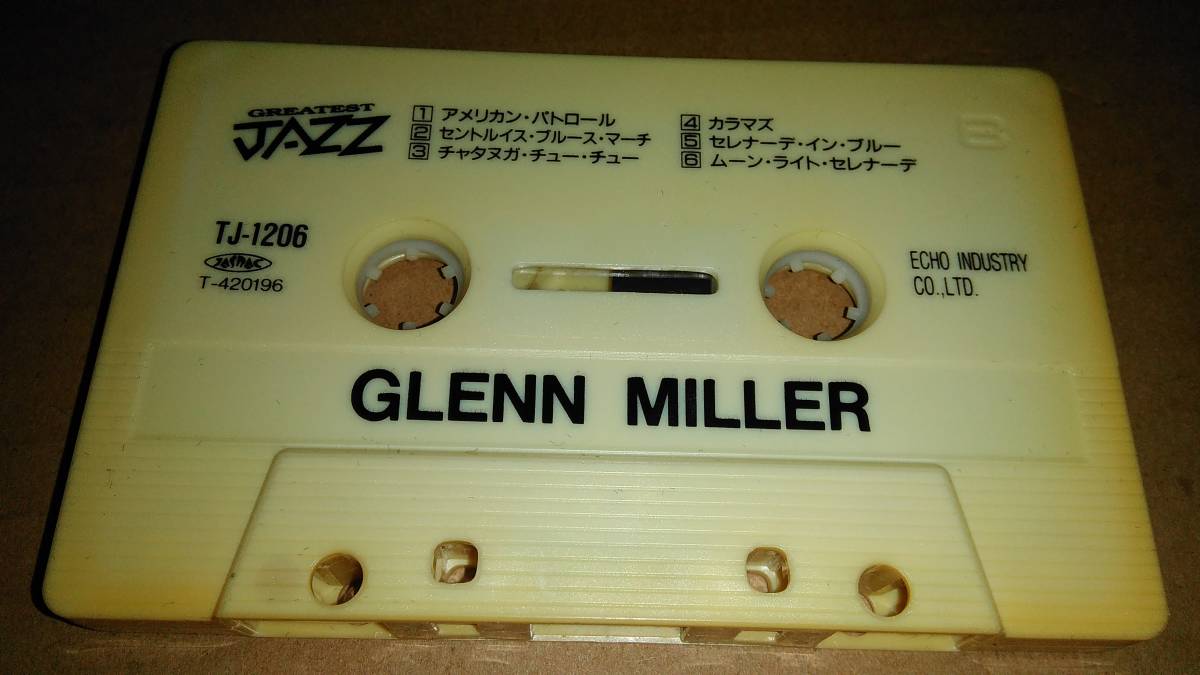 GREATEST
JAZZ
1 アメリカン・パトロール
2 セントルイス・ブルース・マーチ
3 チャタヌガ・チュー・チュー
4 カラマズ
5 セレナーデ・イン・ブルー
6 ムーン・ライト・セレナーデ
B
TJ-1206
T-420196
ECHO INDUSTRY
CO.,LTD.
GLENN MILLER